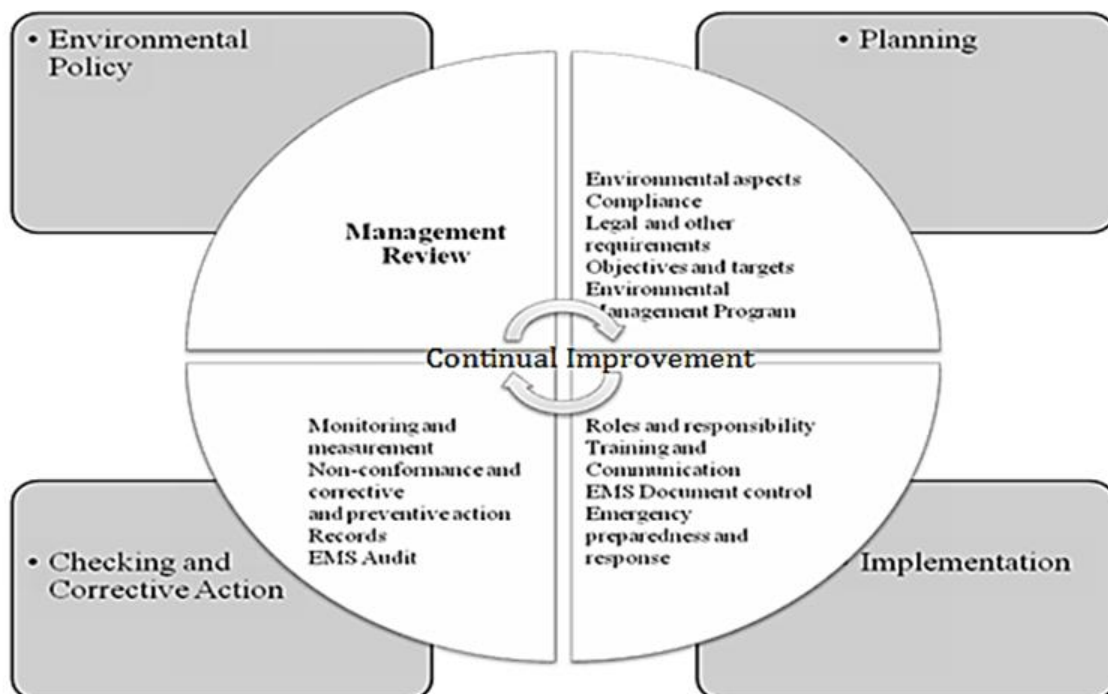 • Environmental
Policy
• Planning
Management
Review
Environmental aspects
Compliance
Legal and other
requirements
Objectives and targets
Environmental
Management Program
Continual Improvement
Monitoring and
measurement
Non-conformance and
corrective
and preventive action
Records
EMS Audit
Roles and responsibility
Training and
Communication
EMS Document control
Emergency
preparedness and
response
• Checking and
Corrective Action
• Implementation